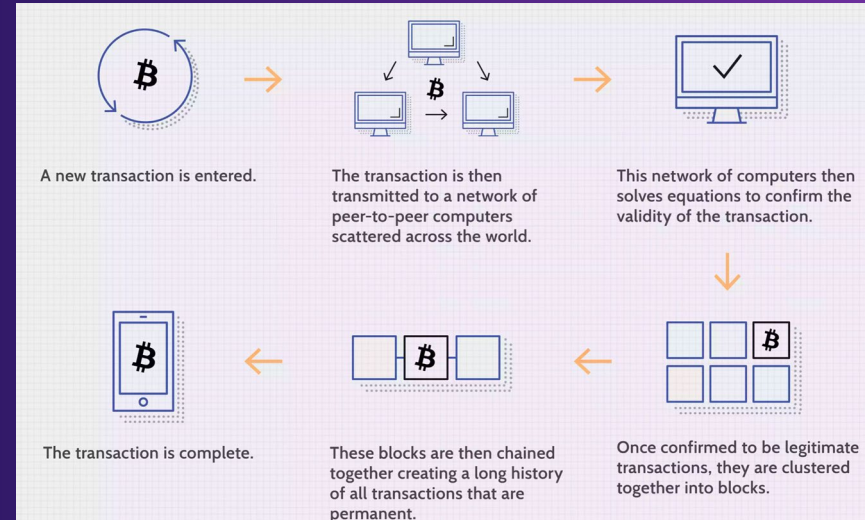 A new transaction is entered.
The transaction is then
transmitted to a network of
peer-to-peer computers
scattered across the world.
This network of computers then
solves equations to confirm the
validity of the transaction.
Once confirmed to be legitimate
transactions, they are clustered
together into blocks.
These blocks are then chained
together creating a long history
of all transactions that are
permanent.
The transaction is complete.